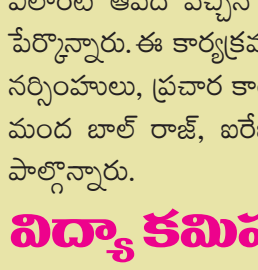 పేర్కొన్నారు. ఈ కార్యక్రమ
నర్సింహులు, ప్రచార కా
మంద బాల్ రాజ్, ఐరే
పాల్గొన్నారు.
విద్యా కమిష